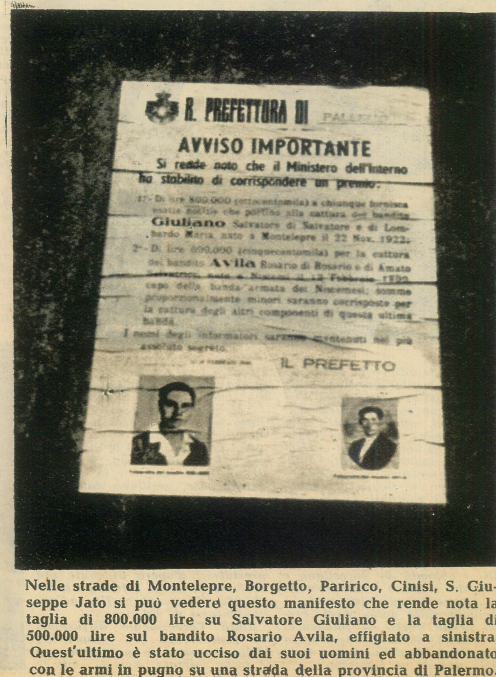 R. PREFETTURA DI PALERMO
AVVISO IMPORTANTE
Si rende noto che il Ministero dell'Interno
ha stabilito di corrispondere un premio:
1°- Di lire 800.000 (ottocentomila) a chiunque fornisca
esatte notizie che portino alla cattura del bandito
Giuliano Salvatore di Salvatore e di Lom-
bardo Maria, nato a Montelepre il 22 Nov. 1922;
2°- Di lire 500.000 (cinquecentomila) per la cattura
del bandito Avila Rosario di Rosario e di Amato
nato a Niscemi il Febbraio
capo della banda armata dei Niscemesi; somme
proporzionalmente minori saranno corrisposte per
la cattura degli altri componenti di questa ultima
banda.
I nomi degli informatori saranno mantenuti nel più
assoluto segreto.
IL PREFETTO
Nelle strade di Montelepre, Borgetto, Paririco, Cinisi, S. Giu-
seppe Jato si può vedere questo manifesto che rende nota la
taglia di 800.000 lire su Salvatore Giuliano e la taglia di
500.000 lire sul bandito Rosario Avila, effigiato a sinistra.
Quest'ultimo è stato ucciso dai suoi uomini ed abbandonato
con le armi in pugno su una strada della provincia di Palermo.